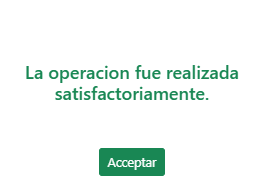 La operacion fue realizada
satisfactoriamente.
Acceptar